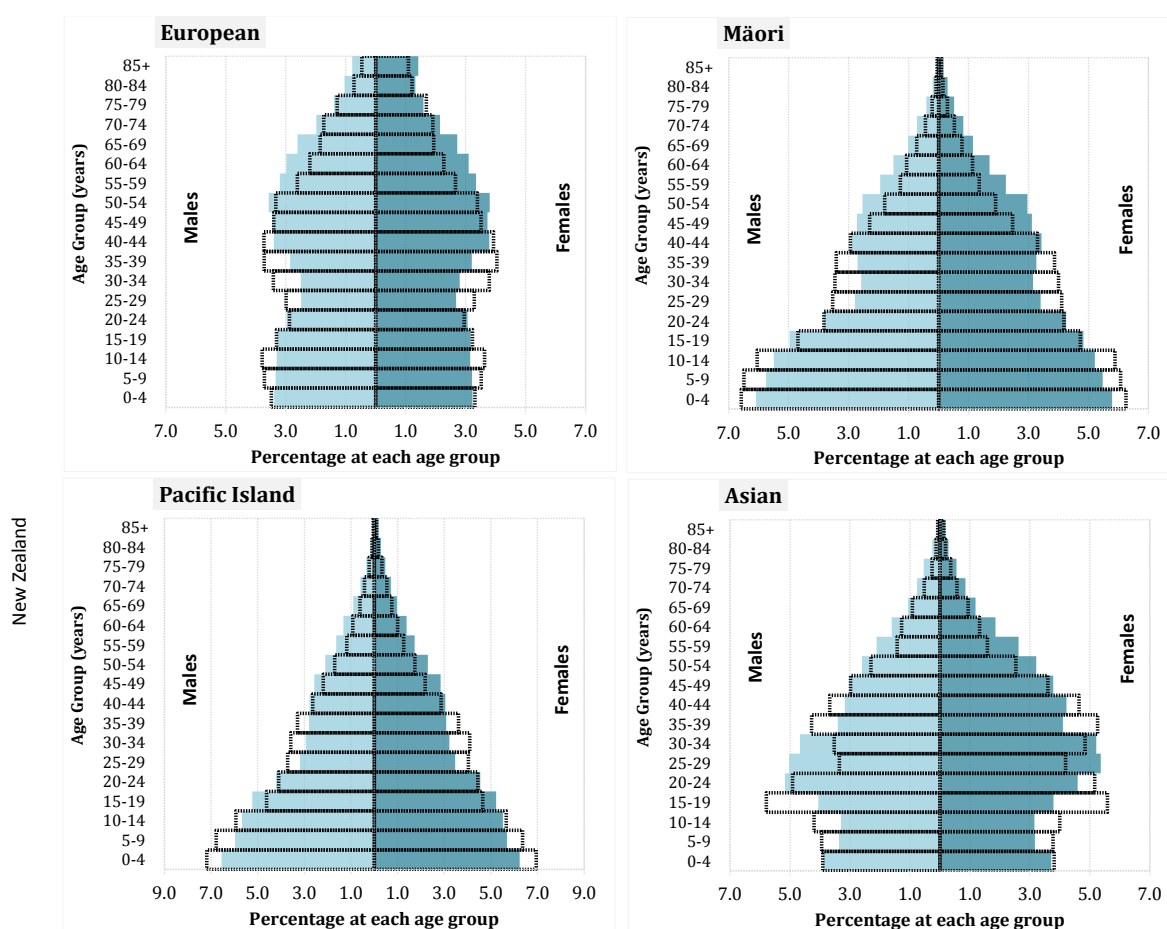 European
85+
80-84
75-79
70-74
65-69
60-64
55-59
50-54
45-49
40-44
35-39
30-34
25-29
20-24
15-19
10-14
5-9
0-4
Age Group (years)
Males
Females
7.0 5.0 3.0 1.0 1.0 3.0 5.0 7.0
Percentage at each age group
Mäori
85+
80-84
75-79
70-74
65-69
60-64
55-59
50-54
45-49
40-44
35-39
30-34
25-29
20-24
15-19
10-14
5-9
0-4
Age Group (years)
Males
Females
7.0 5.0 3.0 1.0 1.0 3.0 5.0 7.0
Percentage at each age group
New Zealand
Pacific Island
85+
80-84
75-79
70-74
65-69
60-64
55-59
50-54
45-49
40-44
35-39
30-34
25-29
20-24
15-19
10-14
5-9
0-4
Age Group (years)
Males
Females
9.0 7.0 5.0 3.0 1.0 1.0 3.0 5.0 7.0 9.0
Percentage at each age group
Asian
85+
80-84
75-79
70-74
65-69
60-64
55-59
50-54
45-49
40-44
35-39
30-34
25-29
20-24
15-19
10-14
5-9
0-4
Age Group (years)
Males
Females
7.0 5.0 3.0 1.0 1.0 3.0 5.0 7.0
Percentage at each age group